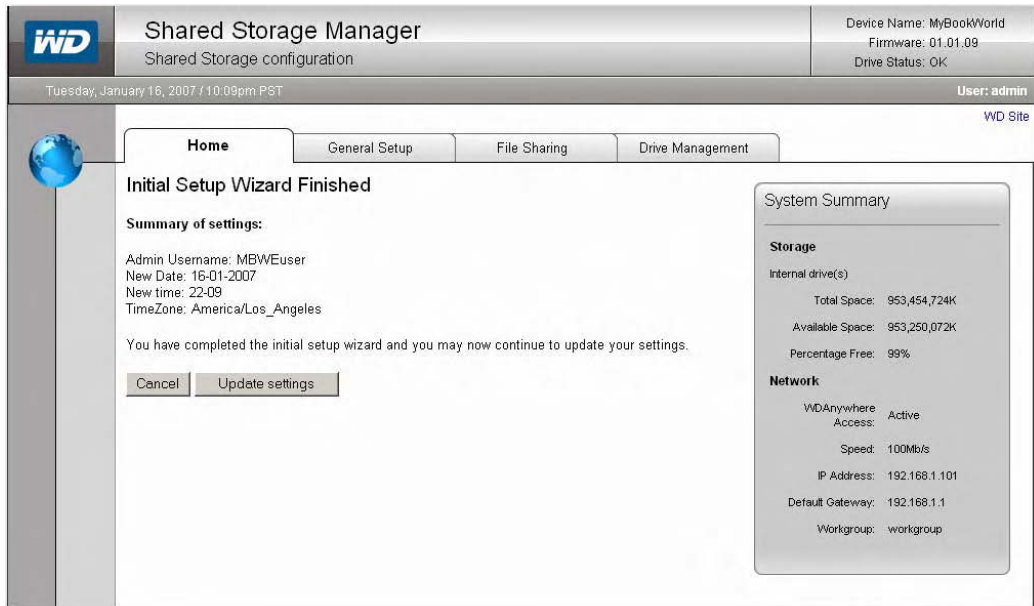 WD
Shared Storage Manager
Shared Storage configuration
Device Name: MyBookWorld
Firmware: 01.01.09
Drive Status: OK
Tuesday, January 16, 2007 / 10:09pm PST
User: admin
WD Site
Home
General Setup
File Sharing
Drive Management
Initial Setup Wizard Finished
Summary of settings:
Admin Username: MBWEuser
New Date: 16-01-2007
New time: 22-09
TimeZone: America/Los_Angeles
You have completed the initial setup wizard and you may now continue to update your settings.
Cancel
Update settings
System Summary
Storage
Internal drive(s)
Total Space: 953,454,724K
Available Space: 953,250,072K
Percentage Free: 99%
Network
WDAnywhere
Access: Active
Speed: 100Mb/s
IP Address: 192.168.1.101
Default Gateway: 192.168.1.1
Workgroup: workgroup